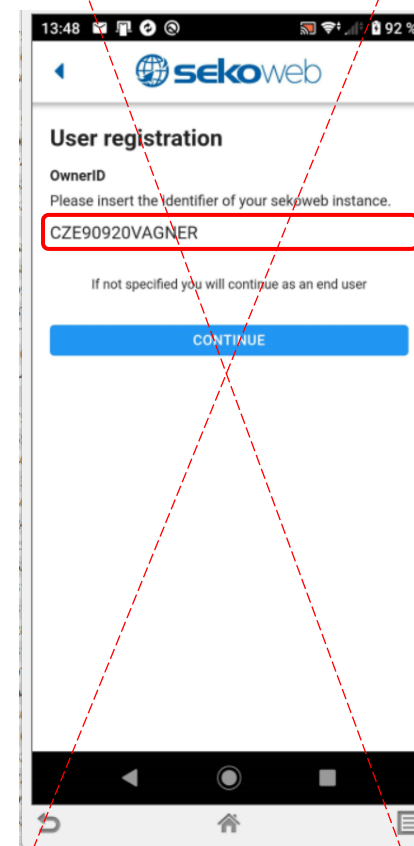 13:48 92 %
sekoweb
User registration
OwnerID
Please insert the identifier of your sekoweb instance.
CZE90920VAGNER
If not specified you will continue as an end user
CONTINUE